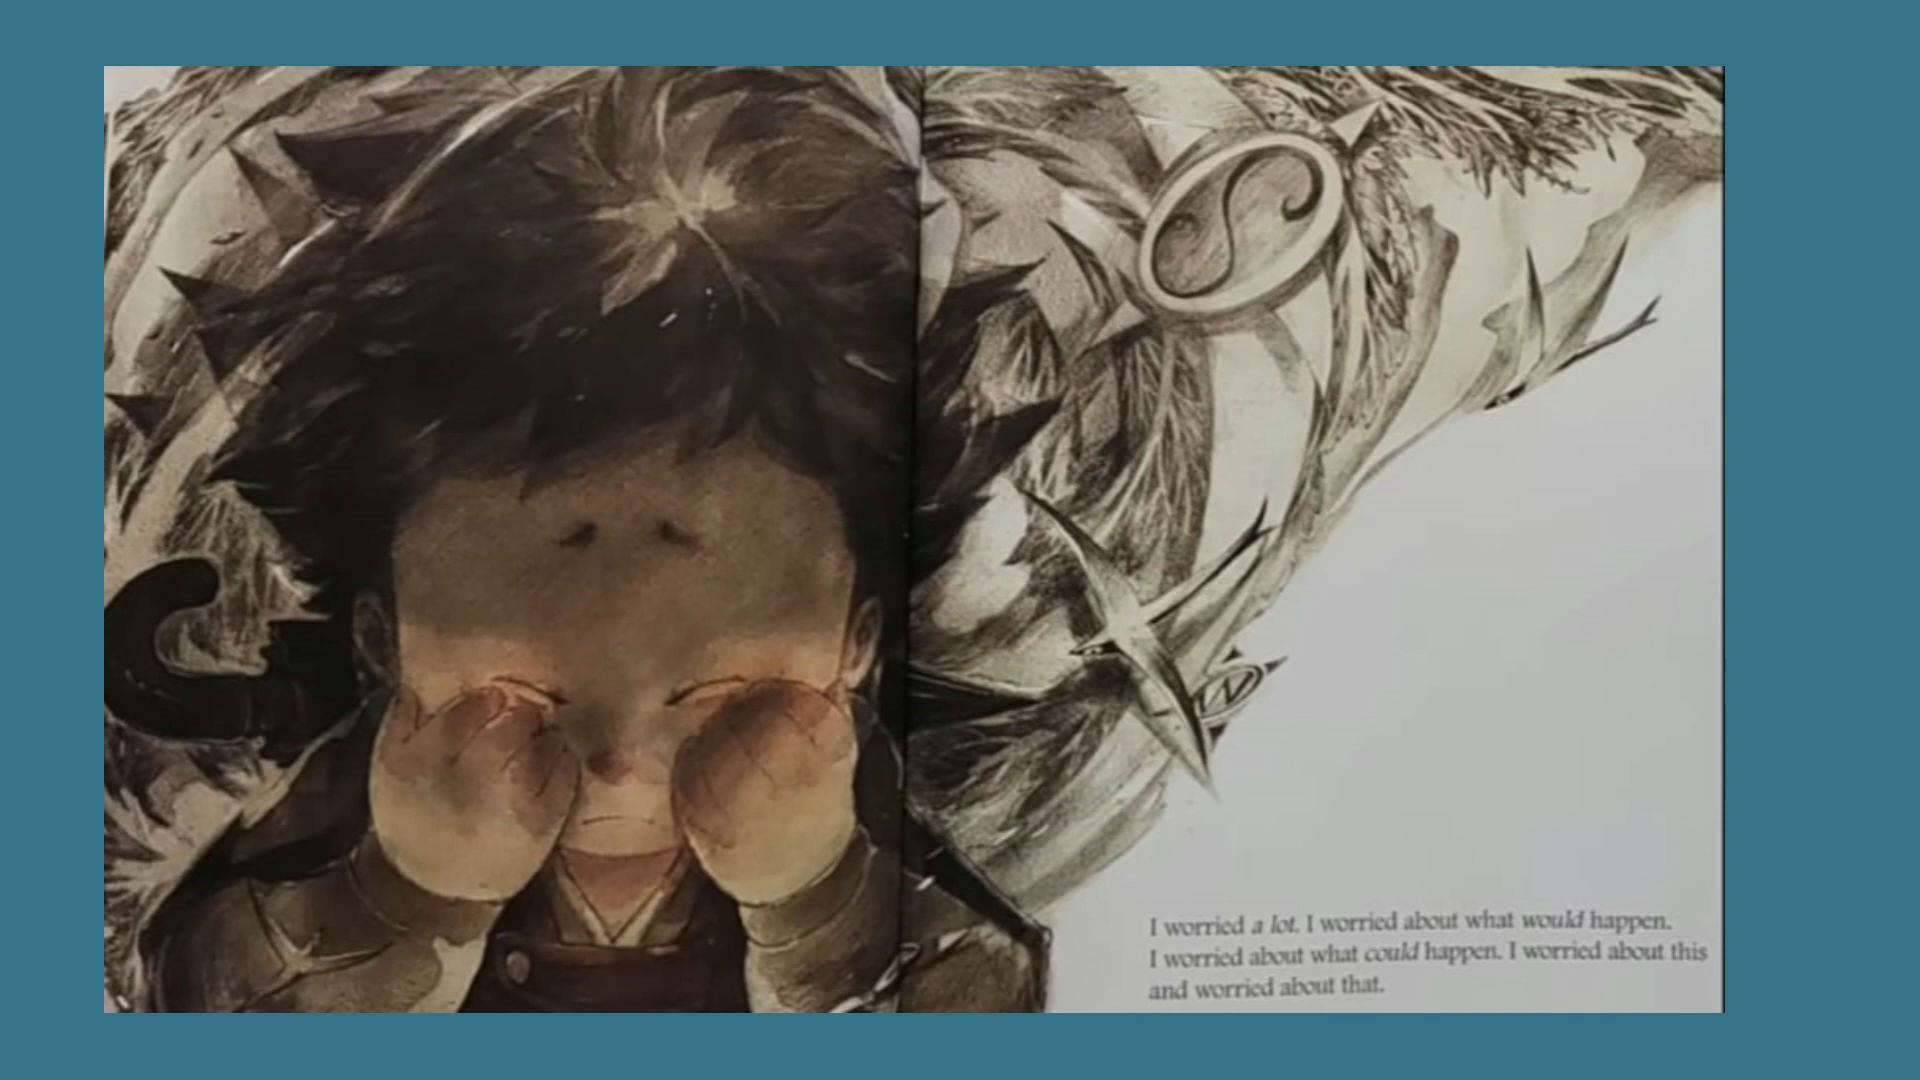 I worried a lot. I worried about what would happen.
I worried about what could happen. I worried about this
and worried about that.